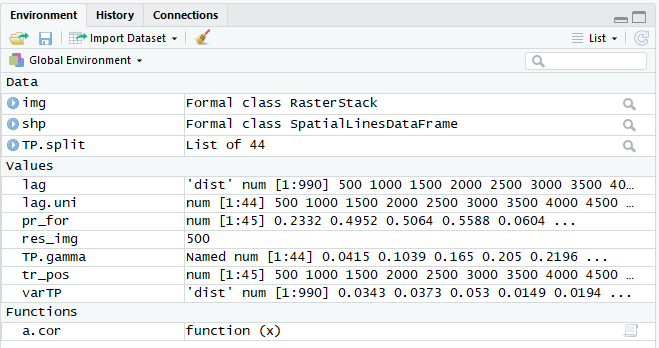 Environment History Connections
Import Dataset List
Global Environment
Data
img Formal class RasterStack
shp Formal class SpatialLinesDataFrame
TP.split List of 44
Values
lag 'dist' num [1:990] 500 1000 1500 2000 2500 3000 3500 40…
lag.uni num [1:44] 500 1000 1500 2000 2500 3000 3500 4000 4500 …
pr_for num [1:45] 0.2332 0.4952 0.5064 0.5588 0.0604 ...
res_img 500
TP.gamma Named num [1:44] 0.0415 0.1039 0.165 0.205 0.2196 ...
tr_pos num [1:45] 500 1000 1500 2000 2500 3000 3500 4000 4500 …
varTP 'dist' num [1:990] 0.0343 0.0373 0.053 0.0149 0.0194 ...
Functions
a.cor function (x)